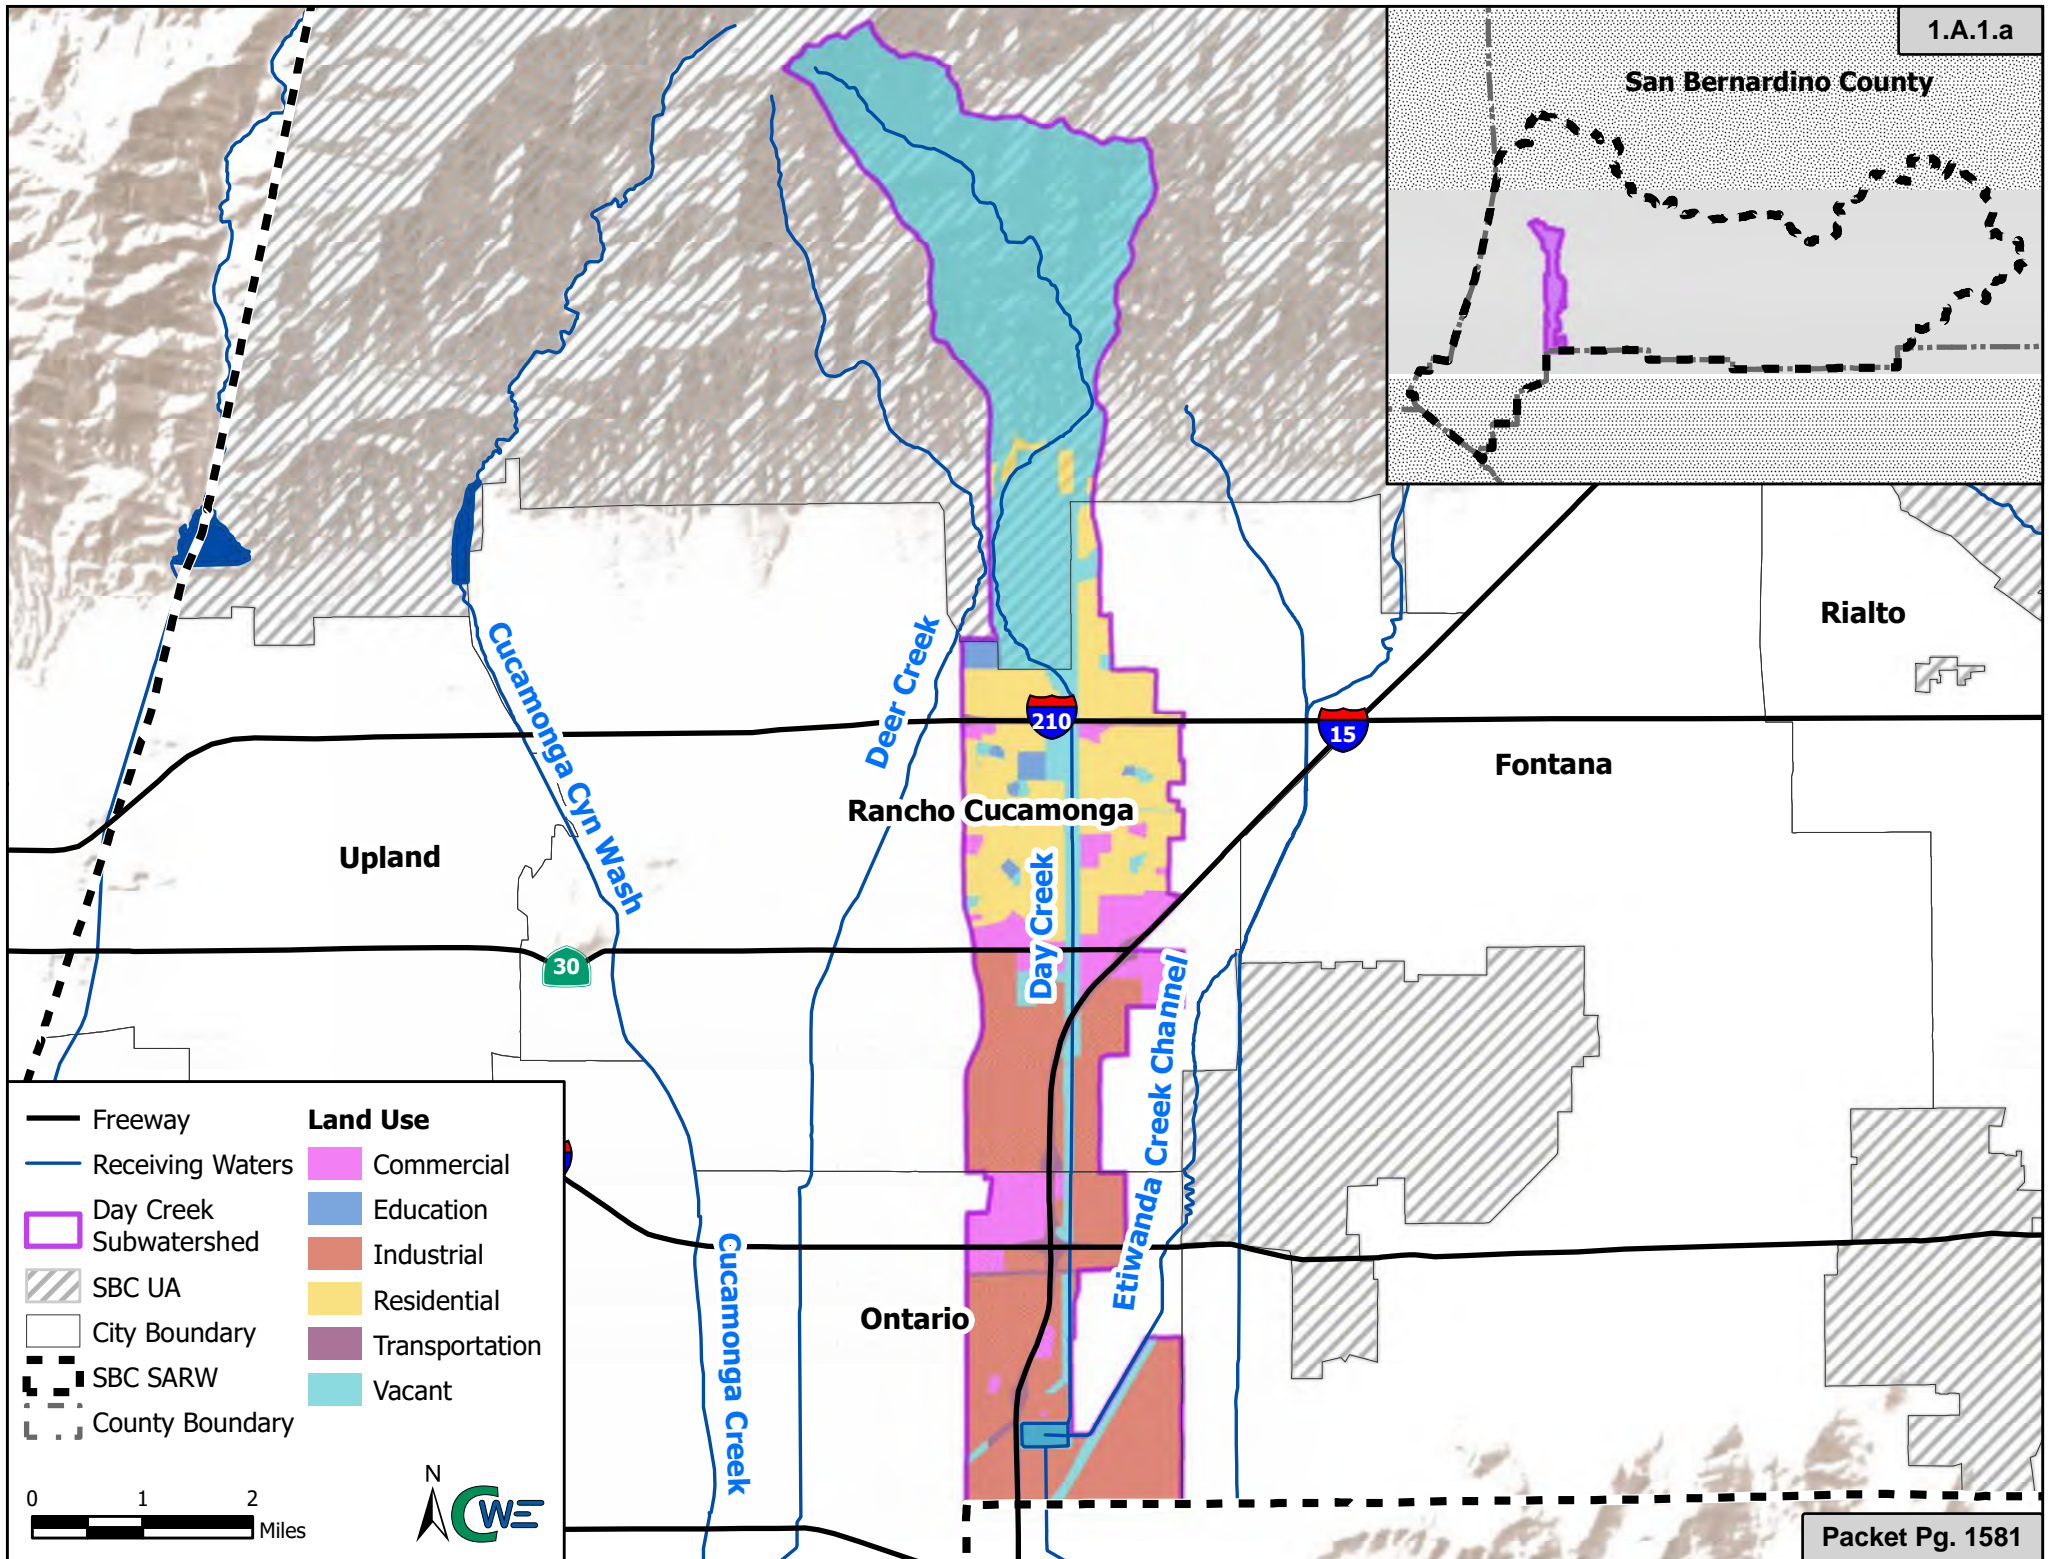 1.A.1.a
San Bernardino County
Rialto
Cucamonga Cyn Wash
Deer Creek
210
15
Fontana
Rancho Cucamonga
Upland
Day Creek
30
Etiwanda Creek Channel
Ontario
Cucamonga Creek
Freeway
Receiving Waters
Day Creek
Subwatershed
SBC UA
City Boundary
SBC SARW
County Boundary
Land Use
Commercial
Education
Industrial
Residential
Transportation
Vacant
0 1 2
Miles
N
CWE
Packet Pg. 1581